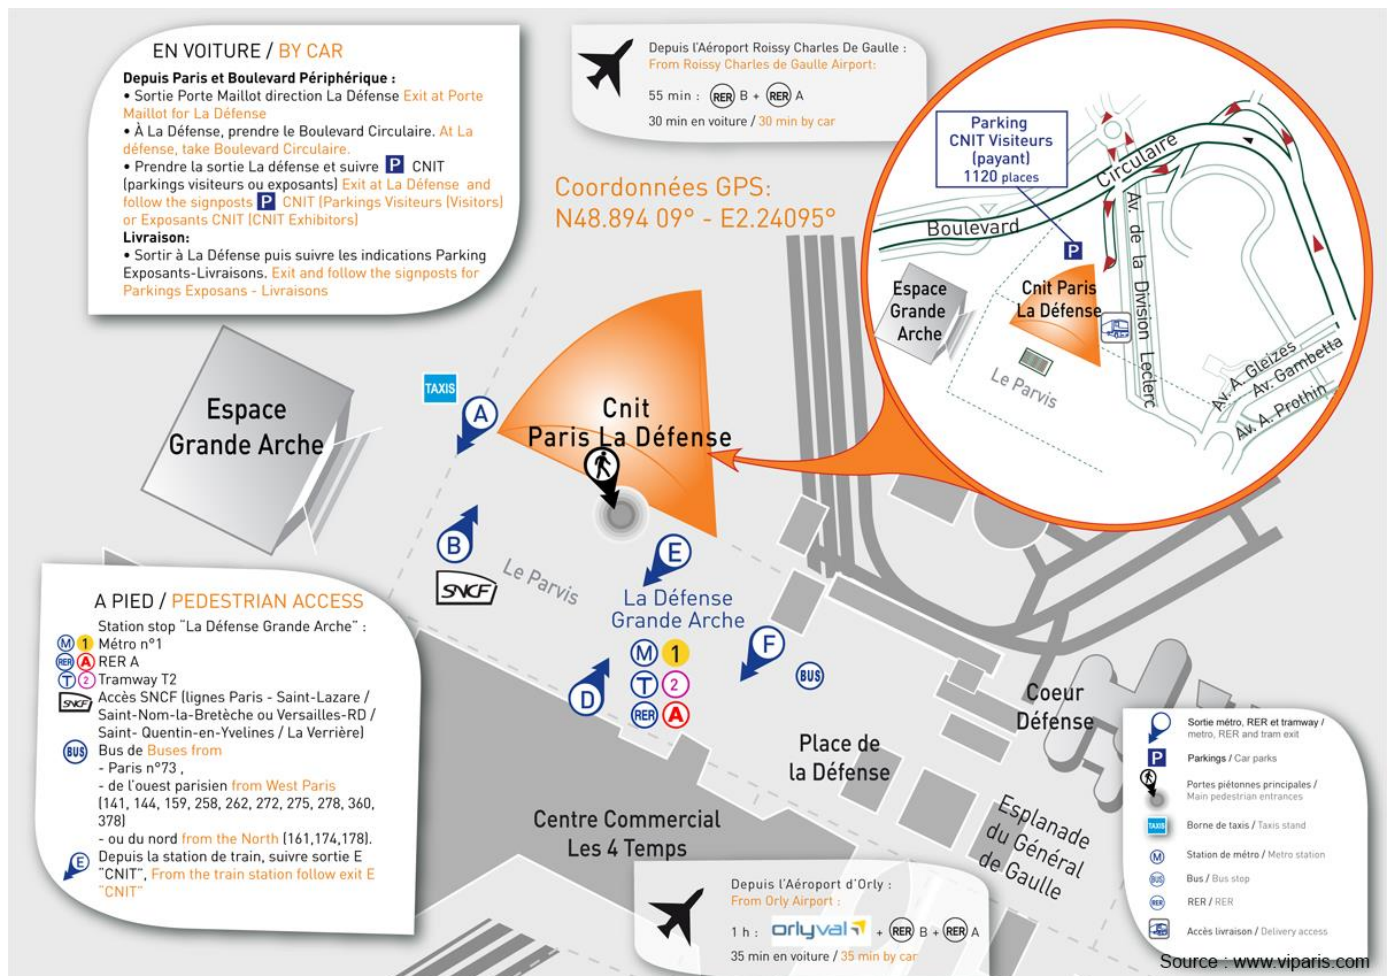 EN VOITURE / BY CAR
Depuis Paris et Boulevard Périphérique :
• Sortie Porte Maillot direction La Défense Exit at Porte
Maillot for La Défense
• À La Défense, prendre le Boulevard Circulaire. At La
défense, take Boulevard Circulaire.
• Prendre la sortie La défense et suivre P CNIT
(parkings visiteurs ou exposants) Exit at La Défense and
follow the signposts P CNIT (Parkings Visiteurs (Visitors)
or Exposants CNIT (CNIT Exhibitors)
Livraison:
• Sortir à La Défense puis suivre les indications Parking
Exposants-Livraisons. Exit and follow the signposts for
Parkings Exposans - Livraisons
Depuis l'Aéroport Roissy Charles De Gaulle :
From Roissy Charles de Gaulle Airport:
55 min : RER B + RER A
30 min en voiture / 30 min by car
Coordonnées GPS:
N48.894 09° - E2.24095°
Parking
CNIT Visiteurs
(payant)
1120 places
Boulevard
Circulaire
Av. de la Division Leclerc
P
Espace
Grande
Arche
Cnit Paris
La Défense
Le Parvis
Av. A. Gleizes
Av. Gambetta
Av. A. Prothin
TAXIS
A
Espace
Grande Arche
Cnit
Paris La Défense
B
SNCF
Le Parvis
E
La Défense
Grande Arche
M 1
T 2
RER A
D
F
BUS
Coeur
Défense
Place de
la Défense
Esplanade
du Général
de Gaulle
Centre Commercial
Les 4 Temps
A PIED / PEDESTRIAN ACCESS
Station stop "La Défense Grande Arche" :
M 1 Métro n°1
RER A RER A
T 2 Tramway T2
SNCF Accès SNCF (lignes Paris - Saint-Lazare /
Saint-Nom-la-Bretèche ou Versailles-RD /
Saint- Quentin-en-Yvelines / La Verrière)
BUS Bus de Buses from
- Paris n°73 ,
- de l'ouest parisien from West Paris
(141, 144, 159, 258, 262, 272, 275, 278, 360,
378)
- ou du nord from the North (161,174,178).
E Depuis la station de train, suivre sortie E
"CNIT", From the train station follow exit E
"CNIT"
Depuis l'Aéroport d'Orly :
From Orly Airport :
1 h : orlyval + RER B + RER A
35 min en voiture / 35 min by car
Sortie métro, RER et tramway /
metro, RER and tram exit
P Parkings / Car parks
Portes piétonnes principales /
Main pedestrian entrances
TAXIS Borne de taxis / Taxis stand
M Station de métro / Metro station
BUS Bus / Bus stop
RER RER / RER
Accès livraison / Delivery access
Source : www.viparis.com